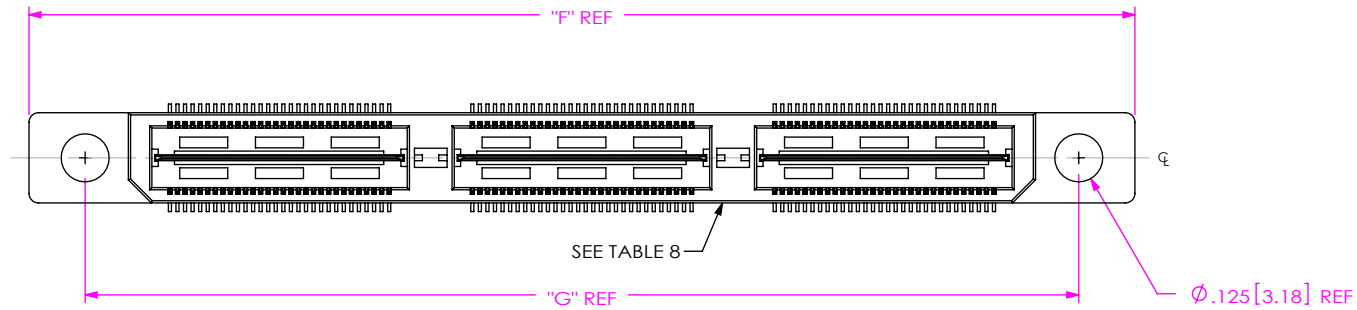 "F" REF
℄
SEE TABLE 8
"G" REF
Ø.125[3.18] REF